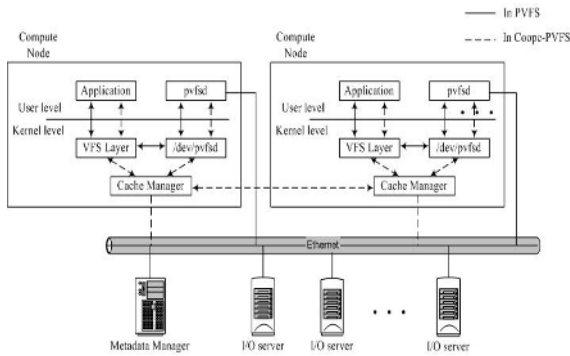 In PVFS
In Coopc-PVFS
Compute
Node
Compute
Node
Application
pvfsd
Application
pvfsd
User level
Kernel level
User level
Kernel level
VFS Layer
/dev/pvfsd
VFS Layer
/dev/pvfsd
Cache Manager
Cache Manager
Ethernet
Metadata Manager
I/O server
I/O server
I/O server